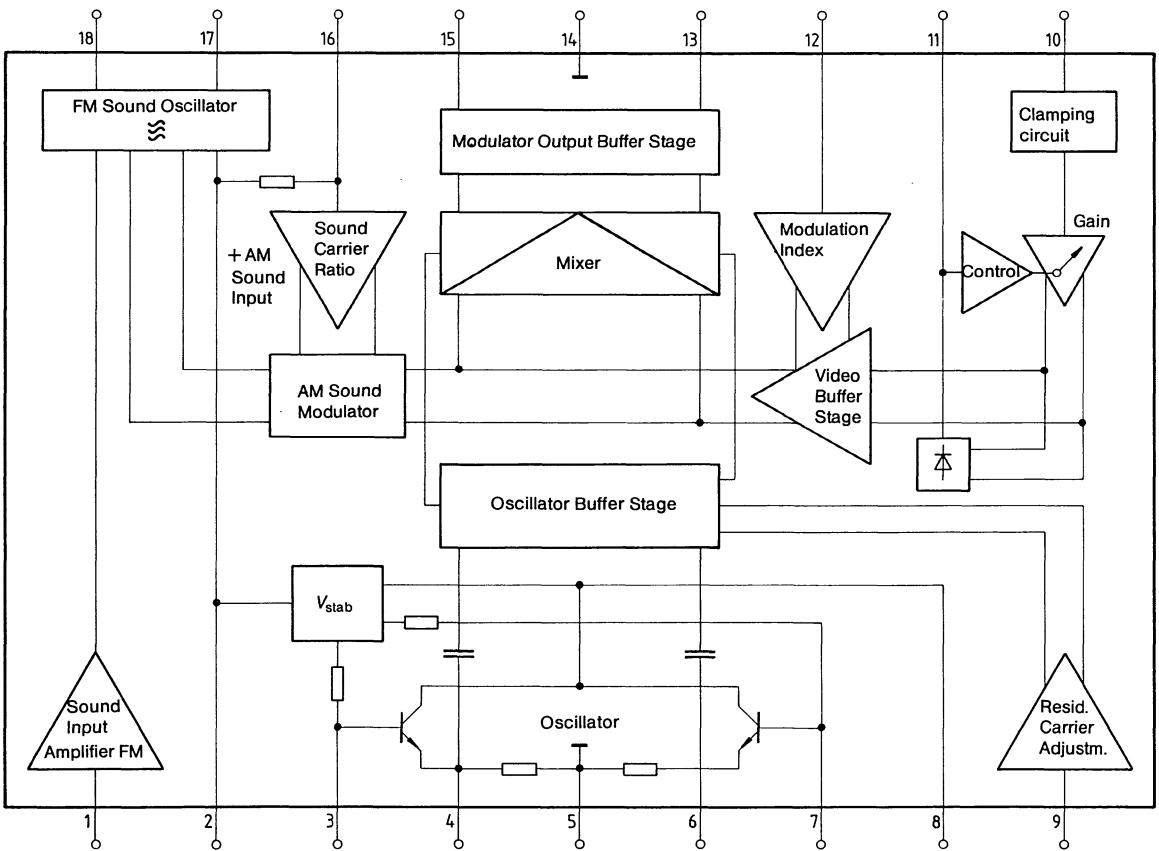 18 17 16 15 14 13 12 11 10
FM Sound Oscillator
Modulator Output Buffer Stage
Clamping
circuit
Sound
Carrier
Ratio
+ AM
Sound
Input
Mixer
Modulation
Index
Gain
Control
AM Sound
Modulator
Video
Buffer
Stage
Oscillator Buffer Stage
Vstab
Sound
Input
Amplifier FM
Oscillator
Resid.
Carrier
Adjustm.
1 2 3 4 5 6 7 8 9